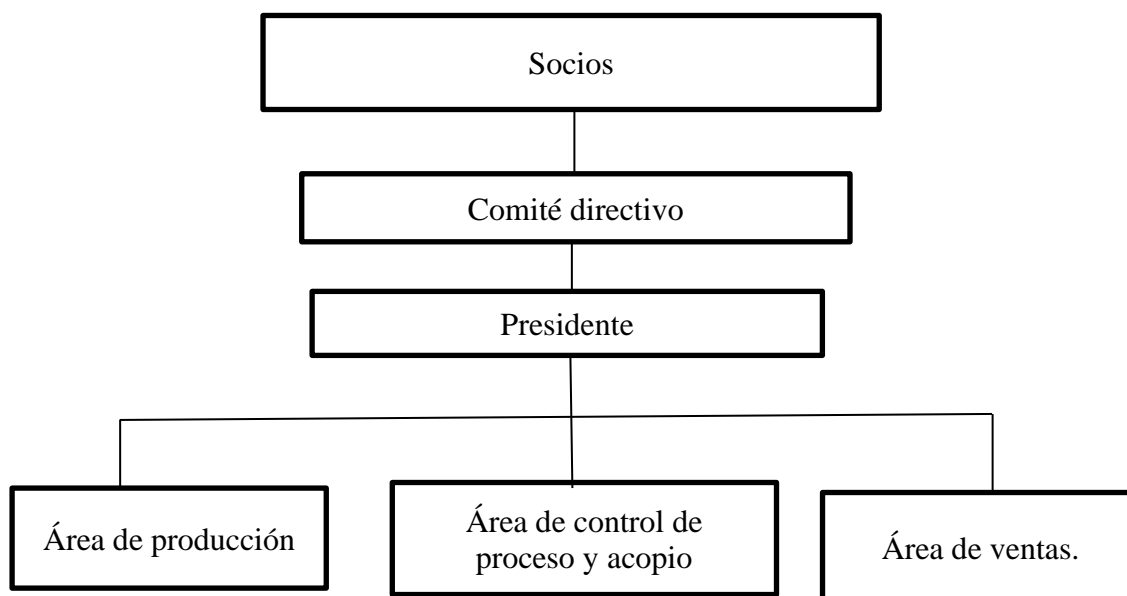 Socios
Comité directivo
Presidente
Área de producción
Área de control de
proceso y acopio
Área de ventas.